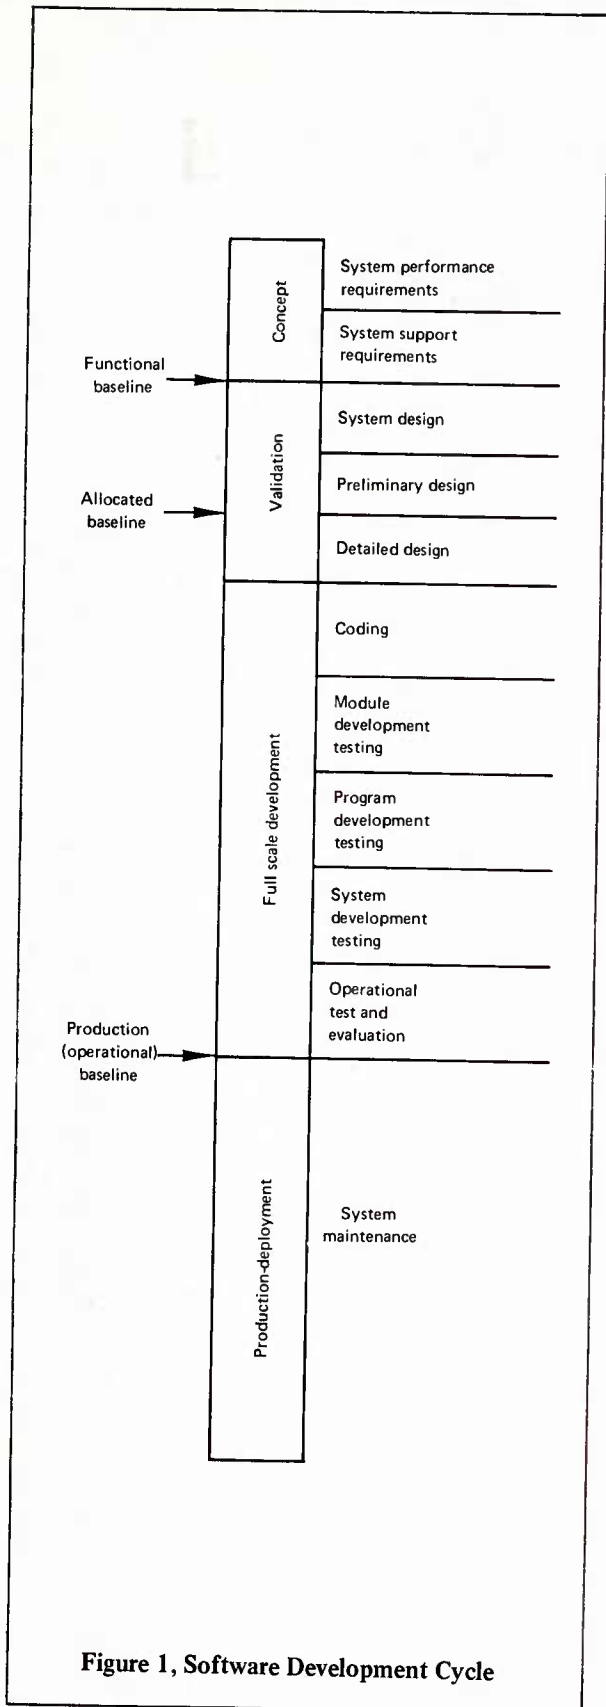 Concept
System performance
requirements
System support
requirements
Functional
baseline
Validation
System design
Preliminary design
Allocated
baseline
Detailed design
Full scale development
Coding
Module
development
testing
Program
development
testing
System
development
testing
Operational
test and
evaluation
Production
(operational)
baseline
Production-deployment
System
maintenance
Figure 1, Software Development Cycle